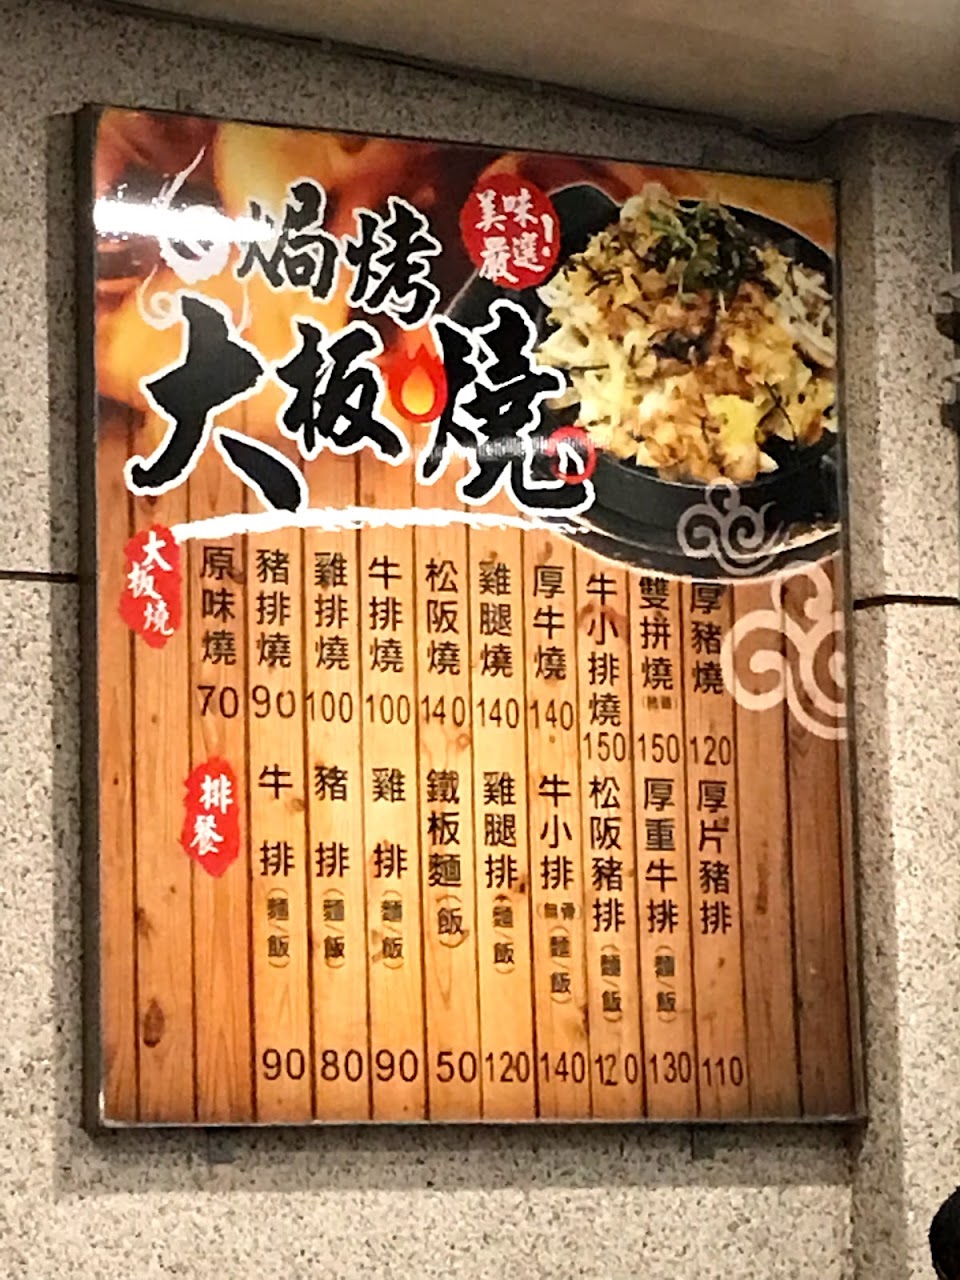 焗烤
大板燒
美味
嚴選!
大板燒
原味燒 70
豬排燒 90
雞排燒 100
牛排燒 100
松阪燒 140
雞腿燒 140
厚牛燒 140
牛小排燒 150
雙拼燒 150
厚豬燒 120
排餐
牛排(麵/飯) 90
豬排(麵/飯) 80
雞排(麵/飯) 90
鐵板麵(飯) 50
雞腿排(麵/飯) 120
牛小排(無骨)(麵/飯) 140
松阪豬排(麵/飯) 120
厚重牛排(麵/飯) 130
厚片豬排 110